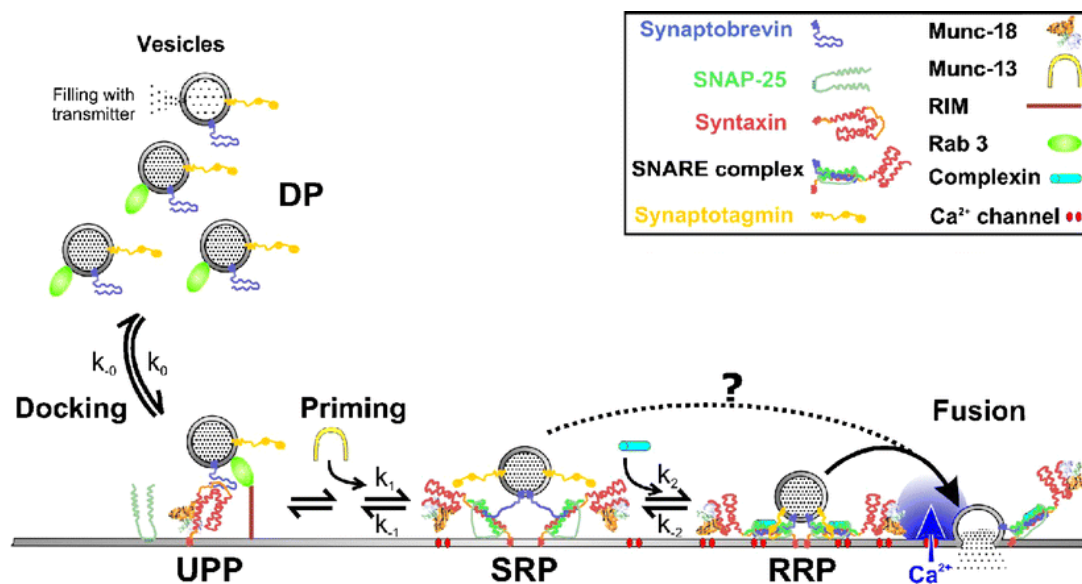 Vesicles
Filling with
transmitter
DP
Synaptobrevin
SNAP-25
Syntaxin
SNARE complex
Synaptotagmin
Munc-18
Munc-13
RIM
Rab 3
Complexin
Ca²⁺ channel
k₋₀
k₀
Docking
Priming
k₁
k₋₁
?
k₂
k₋₂
Fusion
UPP
SRP
RRP
Ca²⁺